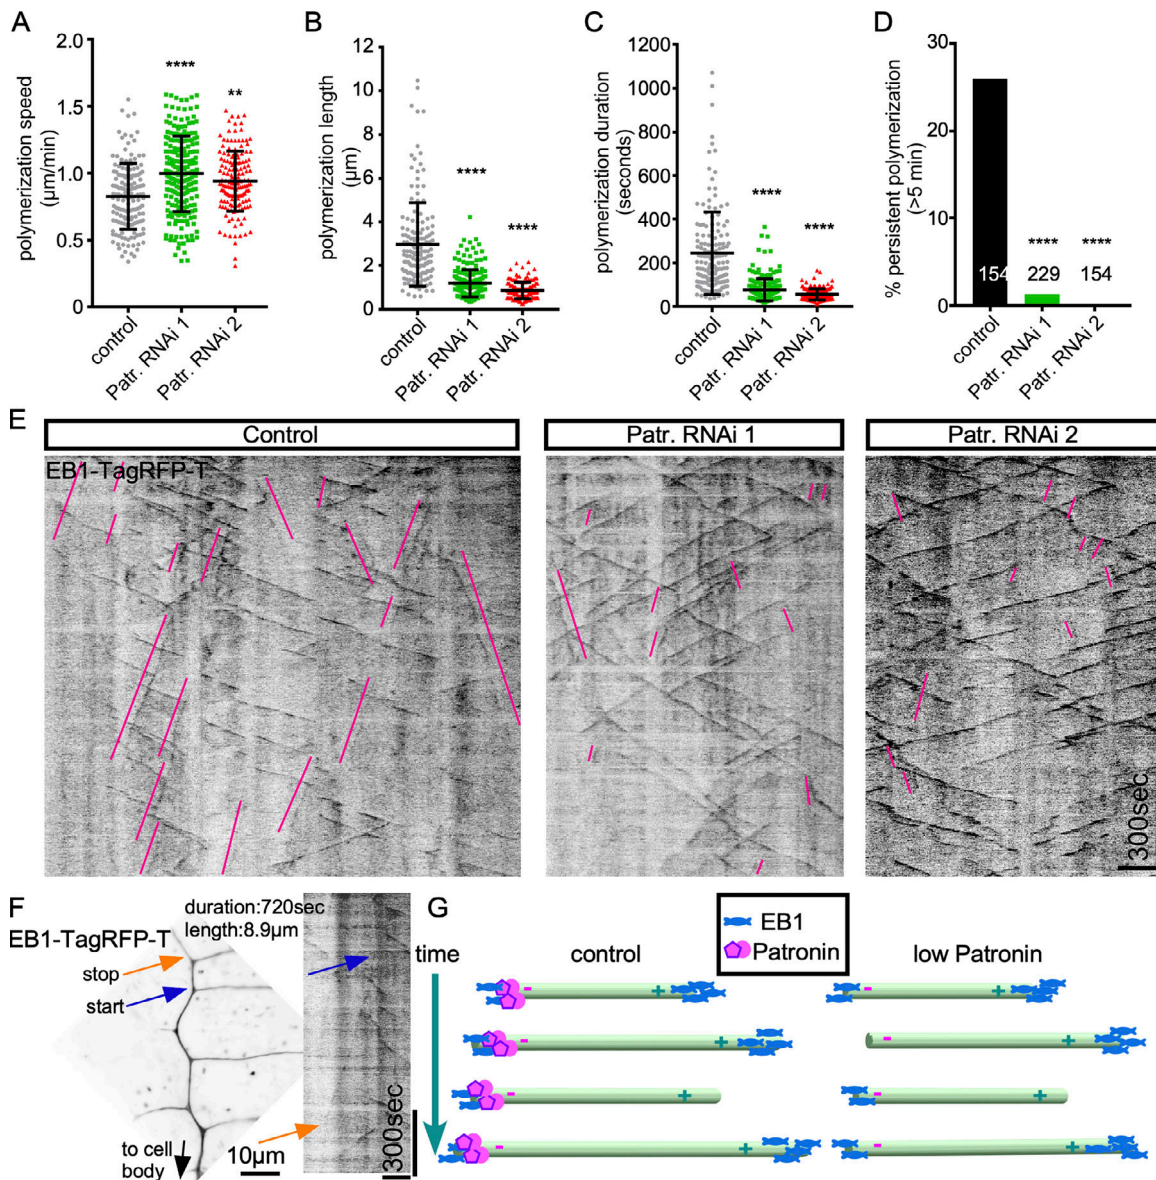 A
polymerization speed
(µm/min)
2.0
1.5
1.0
0.5
****
**
control
Patr. RNAi 1
Patr. RNAi 2
B
polymerization length
(µm)
12
10
8
6
4
2
0
****
****
control
Patr. RNAi 1
Patr. RNAi 2
C
polymerization duration
(seconds)
1200
1000
800
600
400
200
0
****
****
control
Patr. RNAi 1
Patr. RNAi 2
D
% persistent polymerization
(>5 min)
30
20
10
0
****
****
154
229
154
control
Patr. RNAi 1
Patr. RNAi 2
E
Control
Patr. RNAi 1
Patr. RNAi 2
EB1-TagRFP-T
300sec
F
EB1-TagRFP-T
duration:720sec
length:8.9µm
stop
start
to cell
body
10µm
300sec
G
EB1
Patronin
time
control
low Patronin
- +
- +
- +
- +
- +
- +
- +
- +